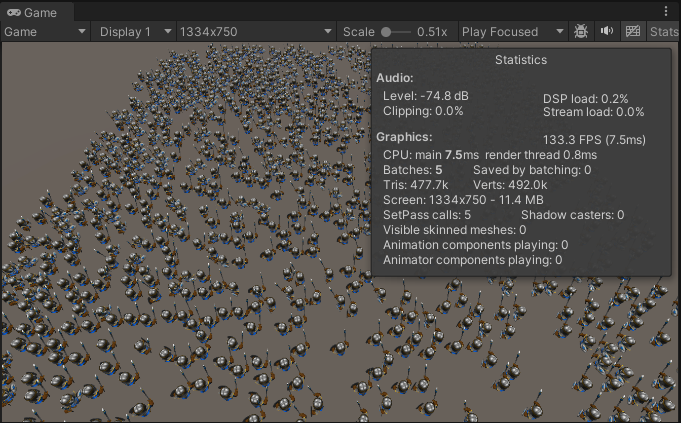 Game
Game Display 1 1334x750 Scale 0.51x Play Focused Stats
Statistics
Audio:
Level: -74.8 dB DSP load: 0.2%
Clipping: 0.0% Stream load: 0.0%
Graphics: 133.3 FPS (7.5ms)
CPU: main 7.5ms render thread 0.8ms
Batches: 5 Saved by batching: 0
Tris: 477.7k Verts: 492.0k
Screen: 1334x750 - 11.4 MB
SetPass calls: 5 Shadow casters: 0
Visible skinned meshes: 0
Animation components playing: 0
Animator components playing: 0